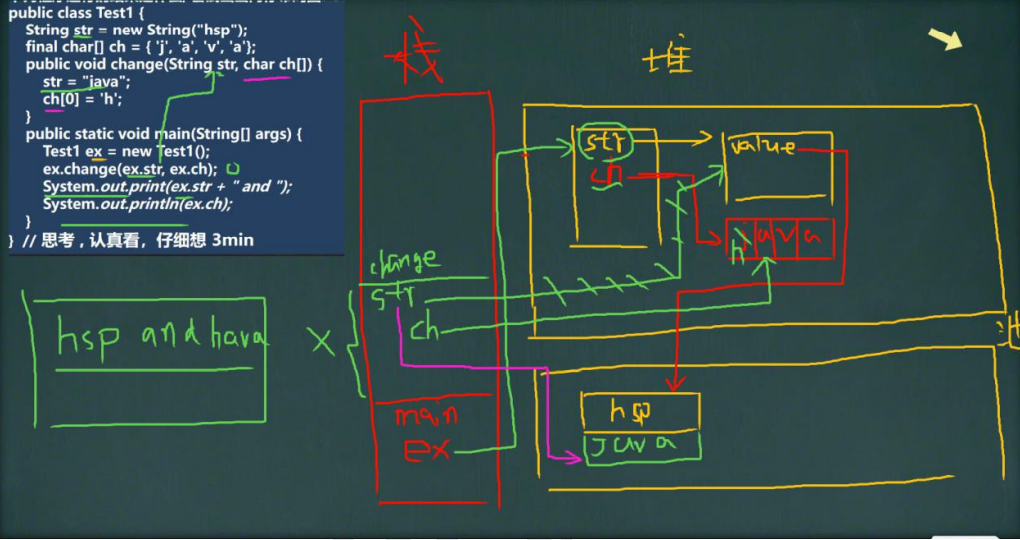 public class Test1 {
String str = new String("hsp");
final char[] ch = { 'j', 'a', 'v', 'a'};
public void change(String str, char ch[]) {
str = "java";
ch[0] = 'h';
}
public static void main(String[] args) {
Test1 ex = new Test1();
ex.change(ex.str, ex.ch);
System.out.print(ex.str + " and ");
System.out.println(ex.ch);
}
} // 思考，认真看，仔细想 3min
栈
堆
str
ch
value
h a v a
change
str
ch
main
ex
hsp
java
hsp and hava
X